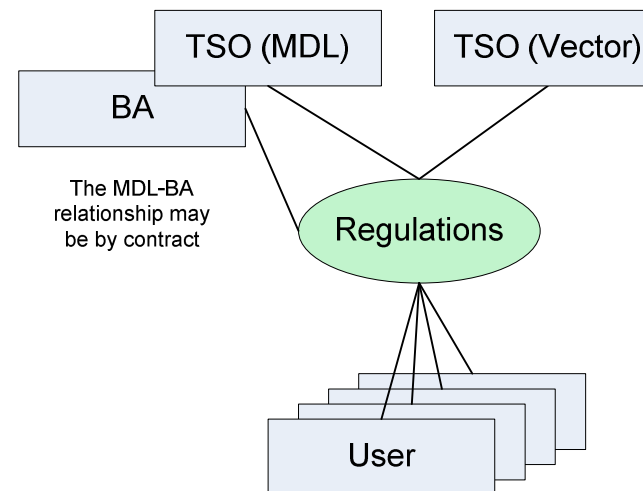 TSO (MDL)
TSO (Vector)
BA
The MDL-BA
relationship may
be by contract
Regulations
User